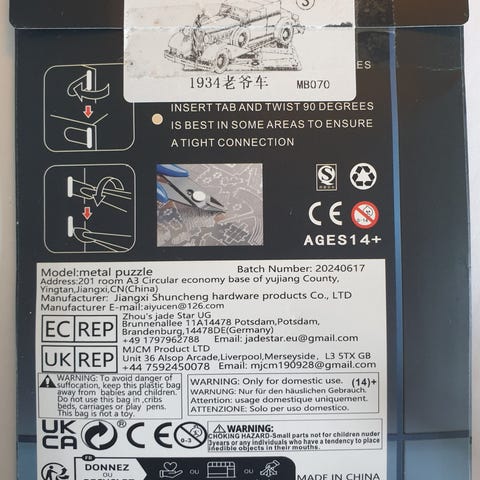 3
1934老爷车 MB070
ES
INSERT TAB AND TWIST 90 DEGREES
IS BEST IN SOME AREAS TO ENSURE
A TIGHT CONNECTION
CE
AGES14+
Model:metal puzzle Batch Number: 20240617
Address:201 room A3 Circular economy base of yujiang County,
Yingtan,Jiangxi,CN(China)
Manufacturer: Jiangxi Shuncheng hardware products Co., LTD
Manufacturer E-mail:aiyucen@126.com
EC REP
Zhou's jade Star UG
Brunnenallee 11A14478 Potsdam,Potsdam,
Brandenburg,14478DE(Germany)
+49 1797962788 Email: jadestar.eu@gmail.com
UK REP
MJCM Product LTD
Unit 36 Alsop Arcade,Liverpool,Merseyside, L3 5TX GB
+44 7592450078 Email: mjcm190928@gmail.com
WARNING: To avoid danger of
suffocation, keep this plastic bag
away from babies and children.
Do not use this bag in cribs
beds, carriages or play pens.
This bag is not a toy.
WARNING: Only for domestic use. (14+)
WARNUNG: Nur für den häuslichen Gebrauch.
Attention: usage domestique uniquement.
ATTENZIONE: Solo per uso domestico.
UK
CA
CE
0-3
WARNING:
CHOKING HAZARD-Small parts not for children under
3years or any individuals who have a tendency to place
inedible objects in their mouths.
FR
DONNEZ
OU
OU OU
MADE IN CHINA